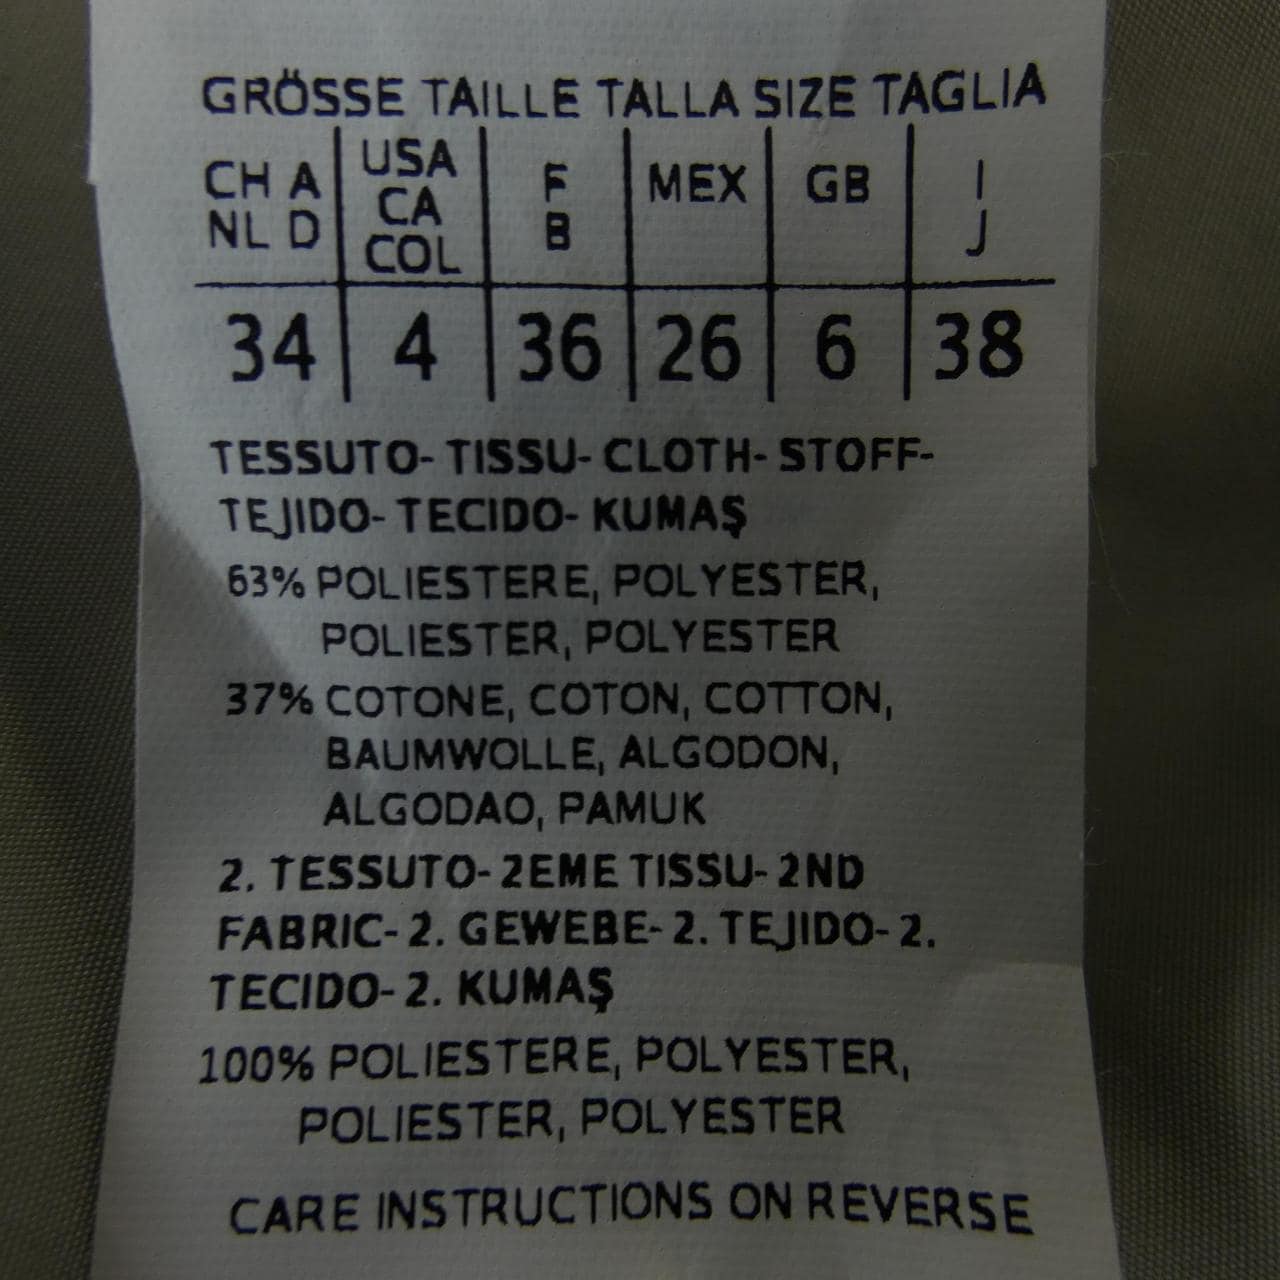 GRÖSSE TAILLE TALLA SIZE TAGLIA
CH A NL D | USA CA COL | F B | MEX | GB | I J
34 | 4 | 36 | 26 | 6 | 38
TESSUTO- TISSU- CLOTH- STOFF-
TEJIDO- TECIDO- KUMAŞ
63% POLIESTERE, POLYESTER,
POLIESTER, POLYESTER
37% COTONE, COTON, COTTON,
BAUMWOLLE, ALGODON,
ALGODAO, PAMUK
2. TESSUTO- 2EME TISSU- 2ND
FABRIC- 2. GEWEBE- 2. TEJIDO- 2.
TECIDO- 2. KUMAŞ
100% POLIESTERE, POLYESTER,
POLIESTER, POLYESTER
CARE INSTRUCTIONS ON REVERSE